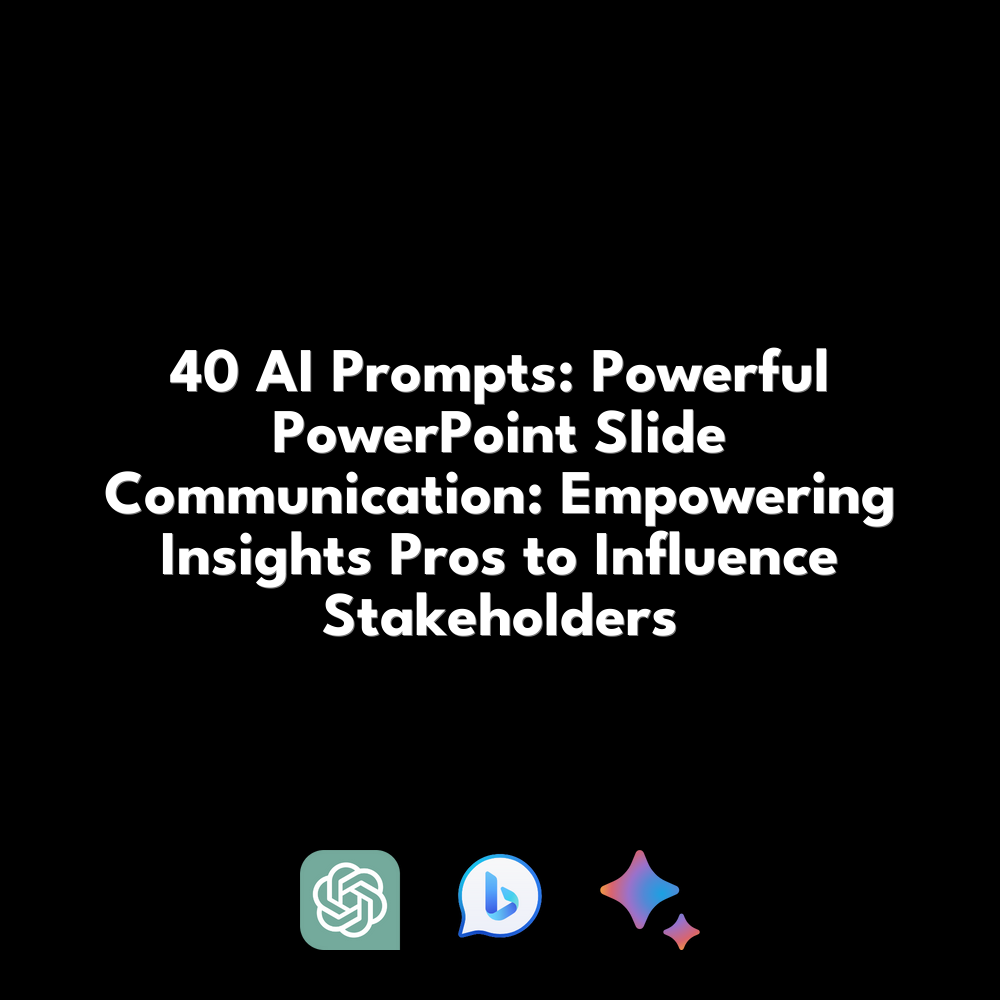 40 AI Prompts: Powerful
PowerPoint Slide
Communication: Empowering
Insights Pros to Influence
Stakeholders